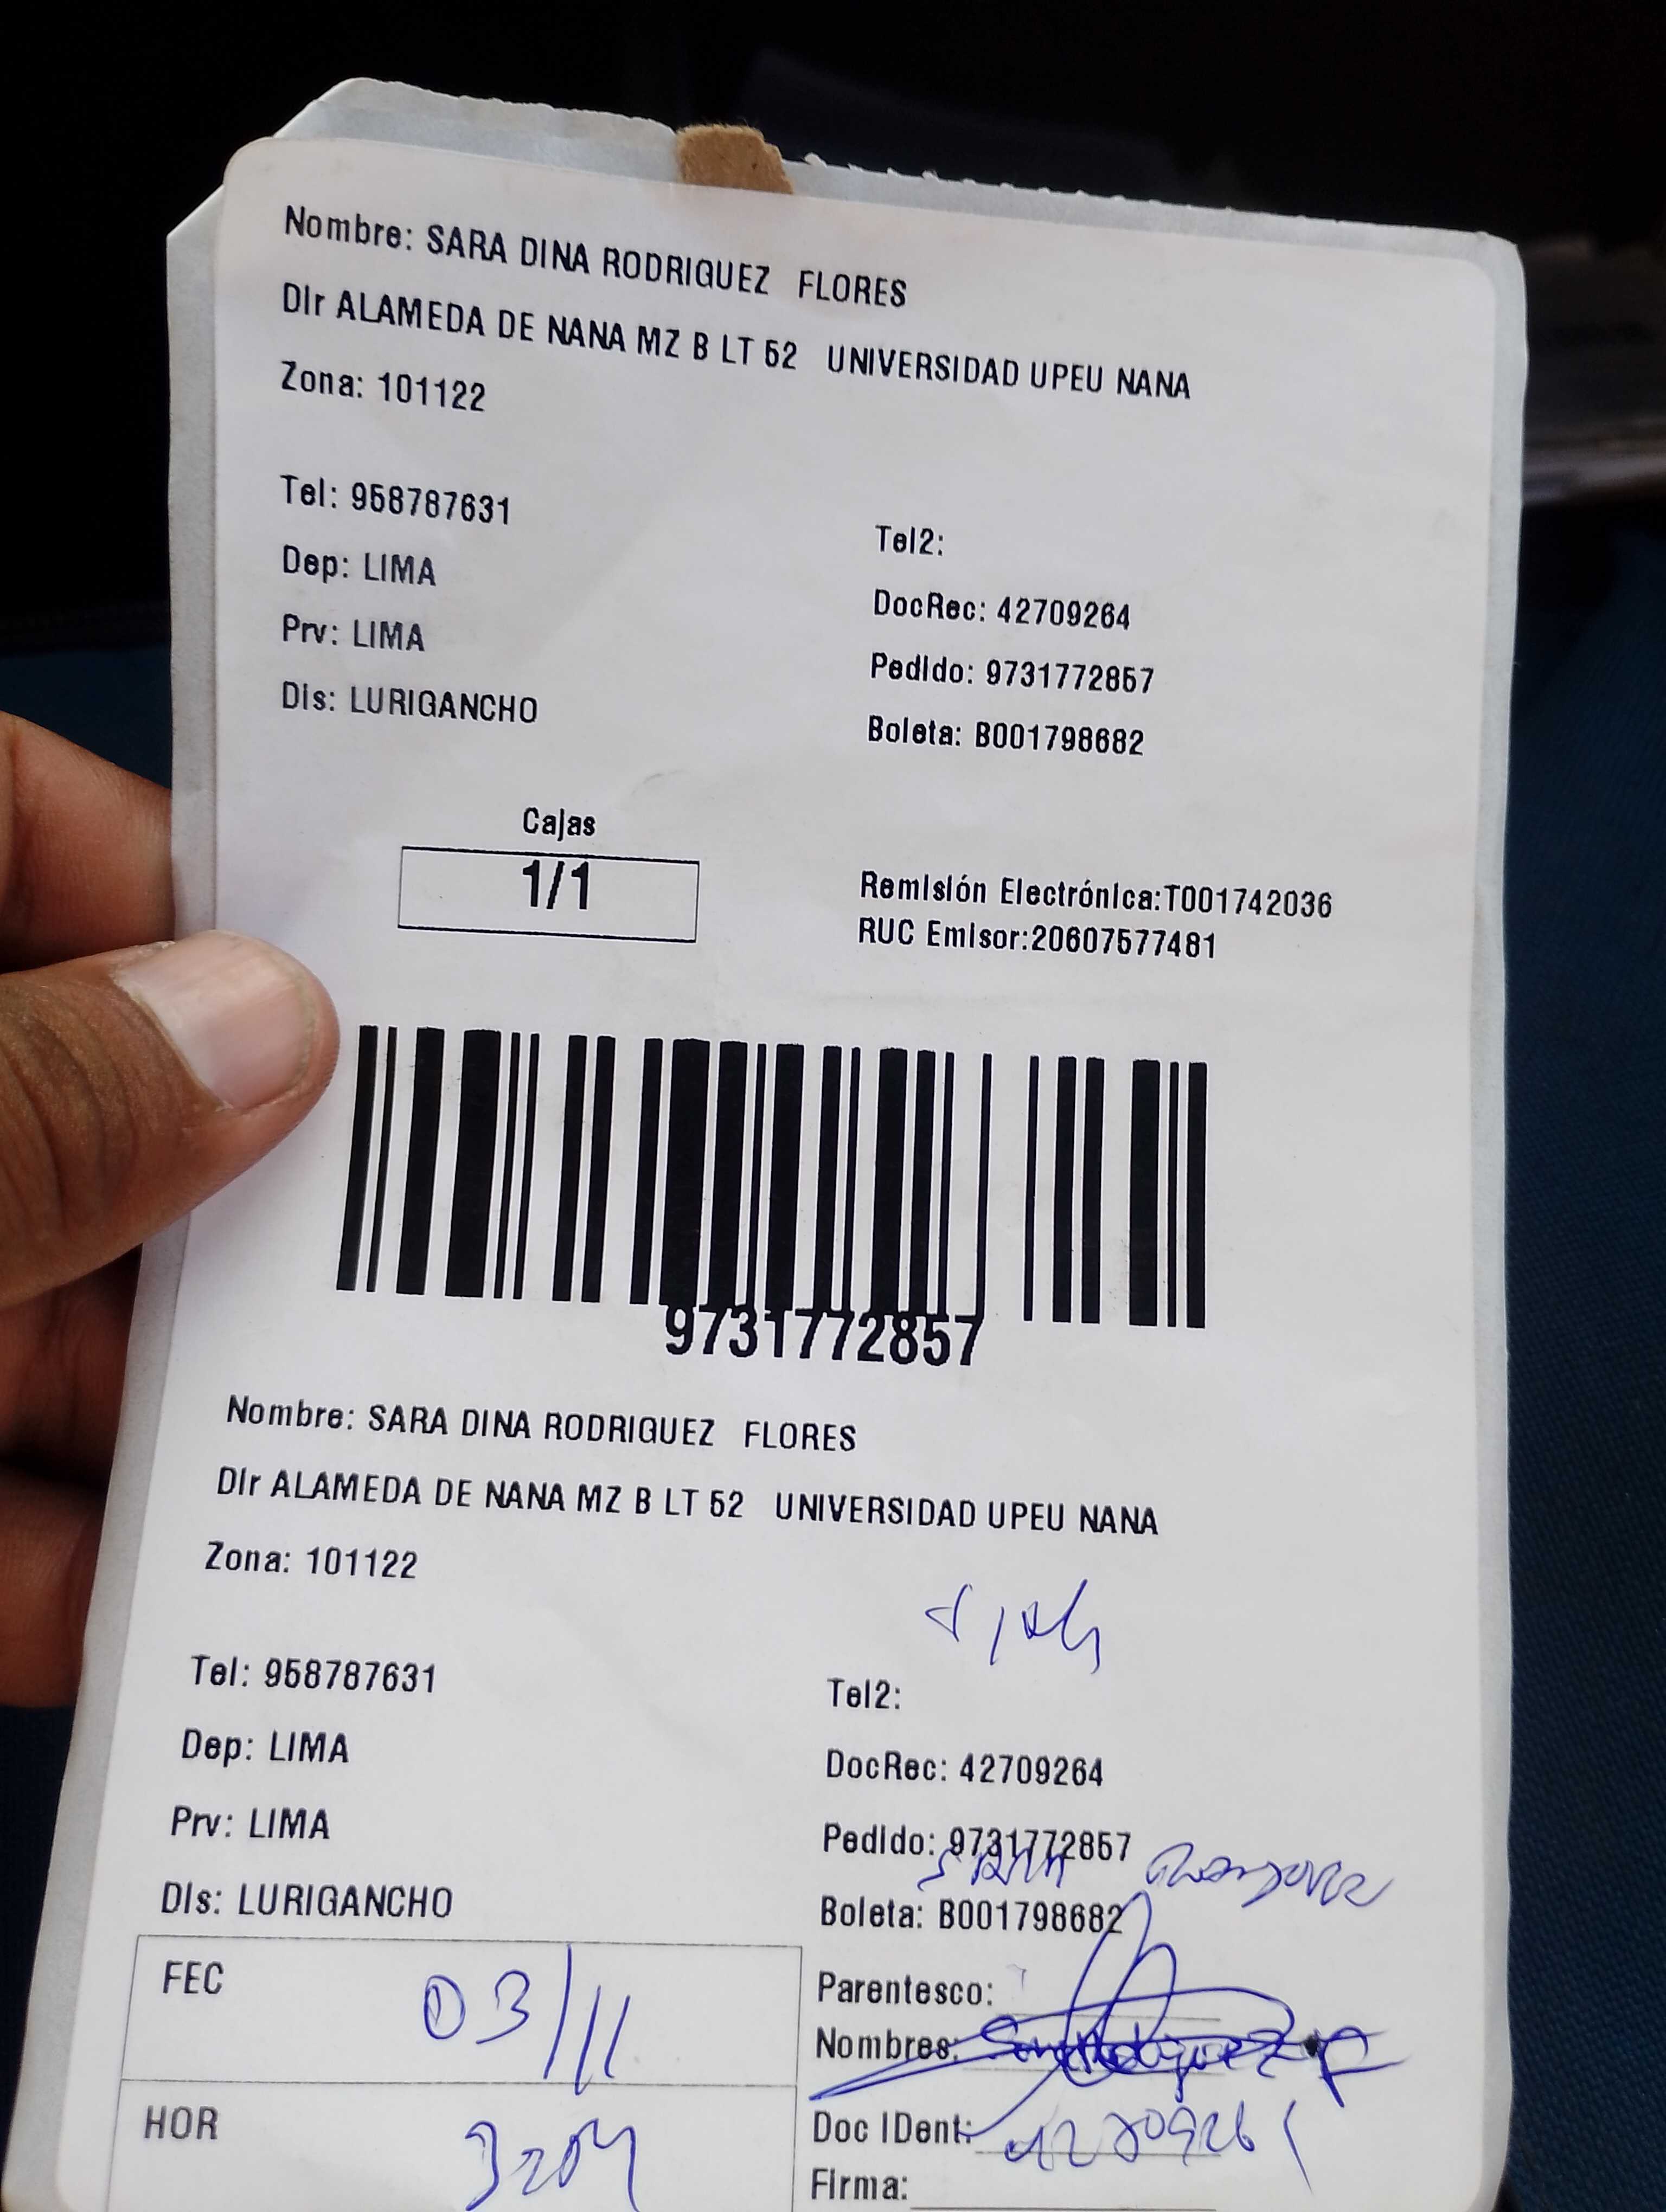 Nombre: SARA DINA RODRIGUEZ FLORES
Dir ALAMEDA DE NANA MZ B LT 52 UNIVERSIDAD UPEU NANA
Zona: 101122
Tel: 958787631
Tel2:
Dep: LIMA
DocRec: 42709264
Prv: LIMA
Pedido: 9731772857
Dis: LURIGANCHO
Boleta: B001798682
Cajas
1/1
Remisión Electrónica:T001742036
RUC Emisor:20607577481
9731772857
Nombre: SARA DINA RODRIGUEZ FLORES
Dir ALAMEDA DE NANA MZ B LT 52 UNIVERSIDAD UPEU NANA
Zona: 101122
Tel: 958787631
Tel2:
Dep: LIMA
DocRec: 42709264
Prv: LIMA
Pedido: 9731772857
Dis: LURIGANCHO
Boleta: B001798682
FEC 03/11
Parentesco:
Nombres:
HOR
Doc IDent:
Firma: